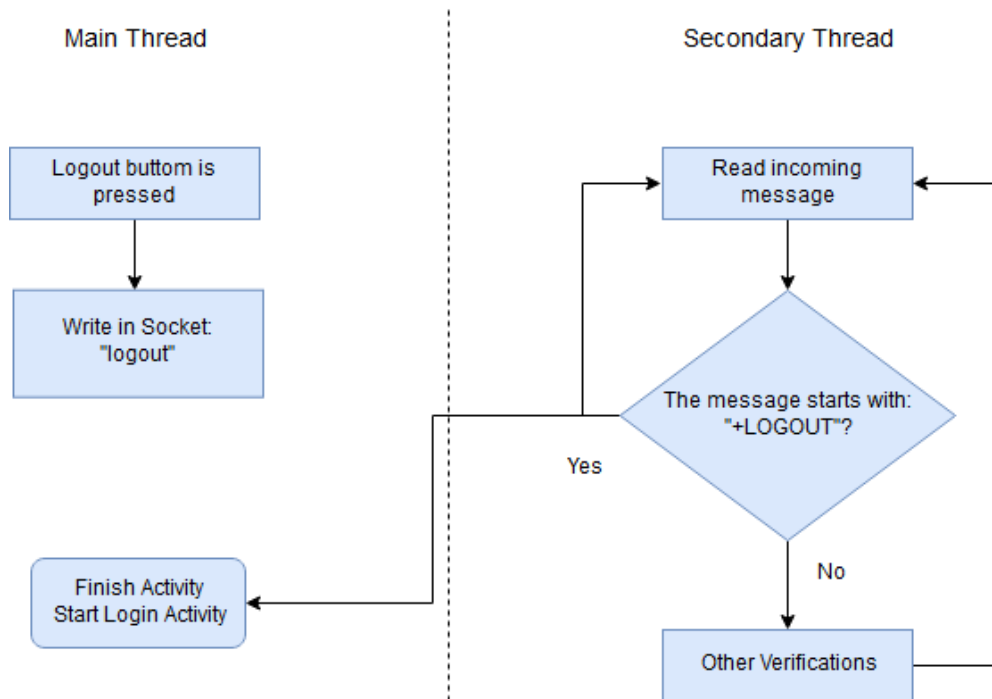 Main Thread
Secondary Thread
Logout buttom is
pressed
Read incoming
message
Write in Socket:
"logout"
The message starts with:
"+LOGOUT"?
Yes
No
Finish Activity
Start Login Activity
Other Verifications